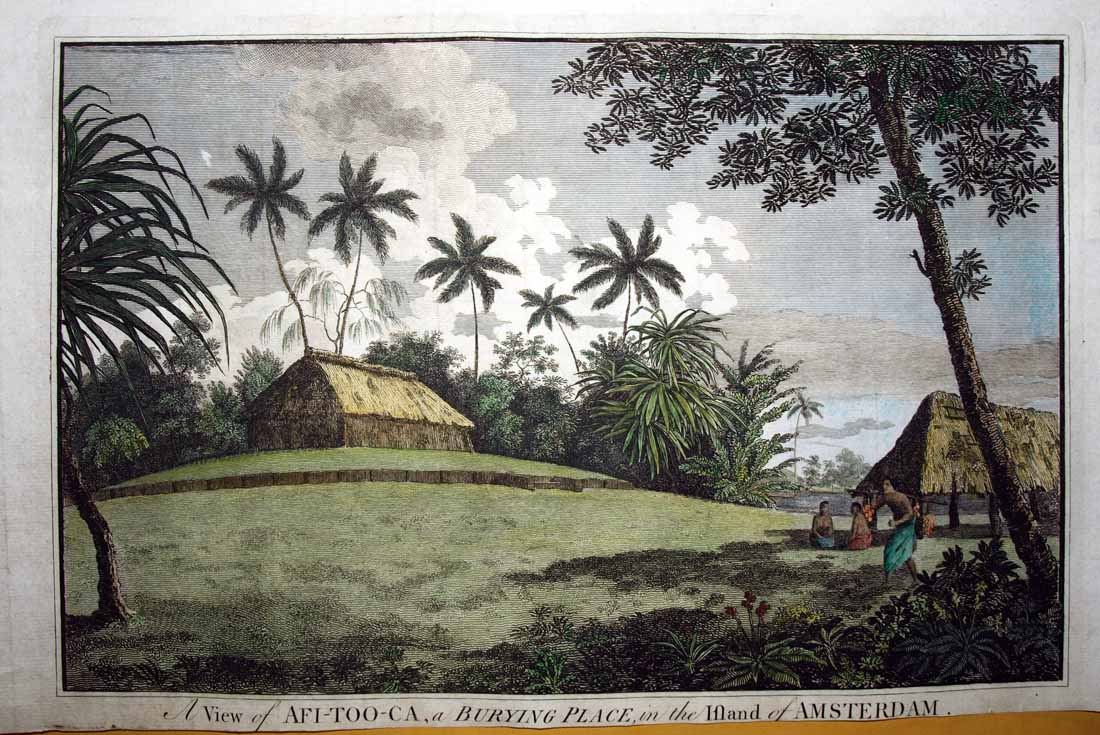 A View of AFI-TOO-CA, a BURYING PLACE, in the Iſland of AMSTERDAM.